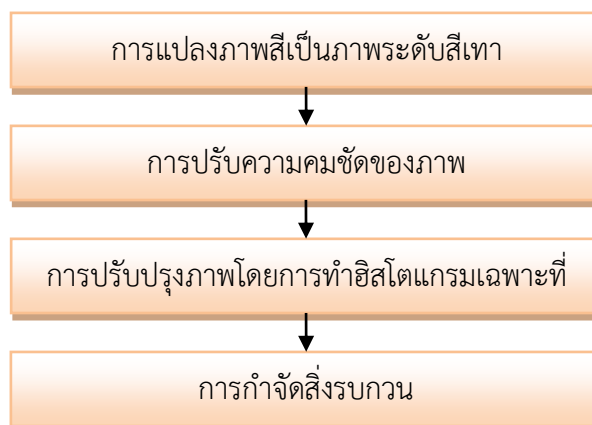 การแปลงภาพสีเป็นภาพระดับสีเทา
การปรับความคมชัดของภาพ
การปรับปรุงภาพโดยการทำฮิสโตแกรมเฉพาะที่
การกำจัดสิ่งรบกวน